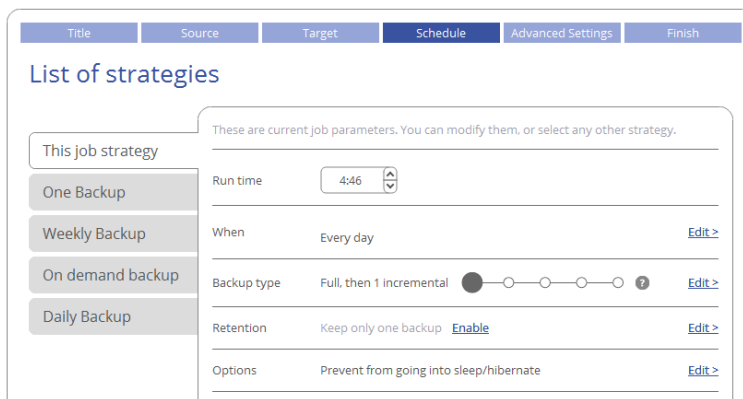 Title Source Target Schedule Advanced Settings Finish
List of strategies
These are current job parameters. You can modify them, or select any other strategy.
This job strategy
One Backup
Weekly Backup
On demand backup
Daily Backup
Run time 4:46
When Every day Edit >
Backup type Full, then 1 incremental ? Edit >
Retention Keep only one backup Enable Edit >
Options Prevent from going into sleep/hibernate Edit >